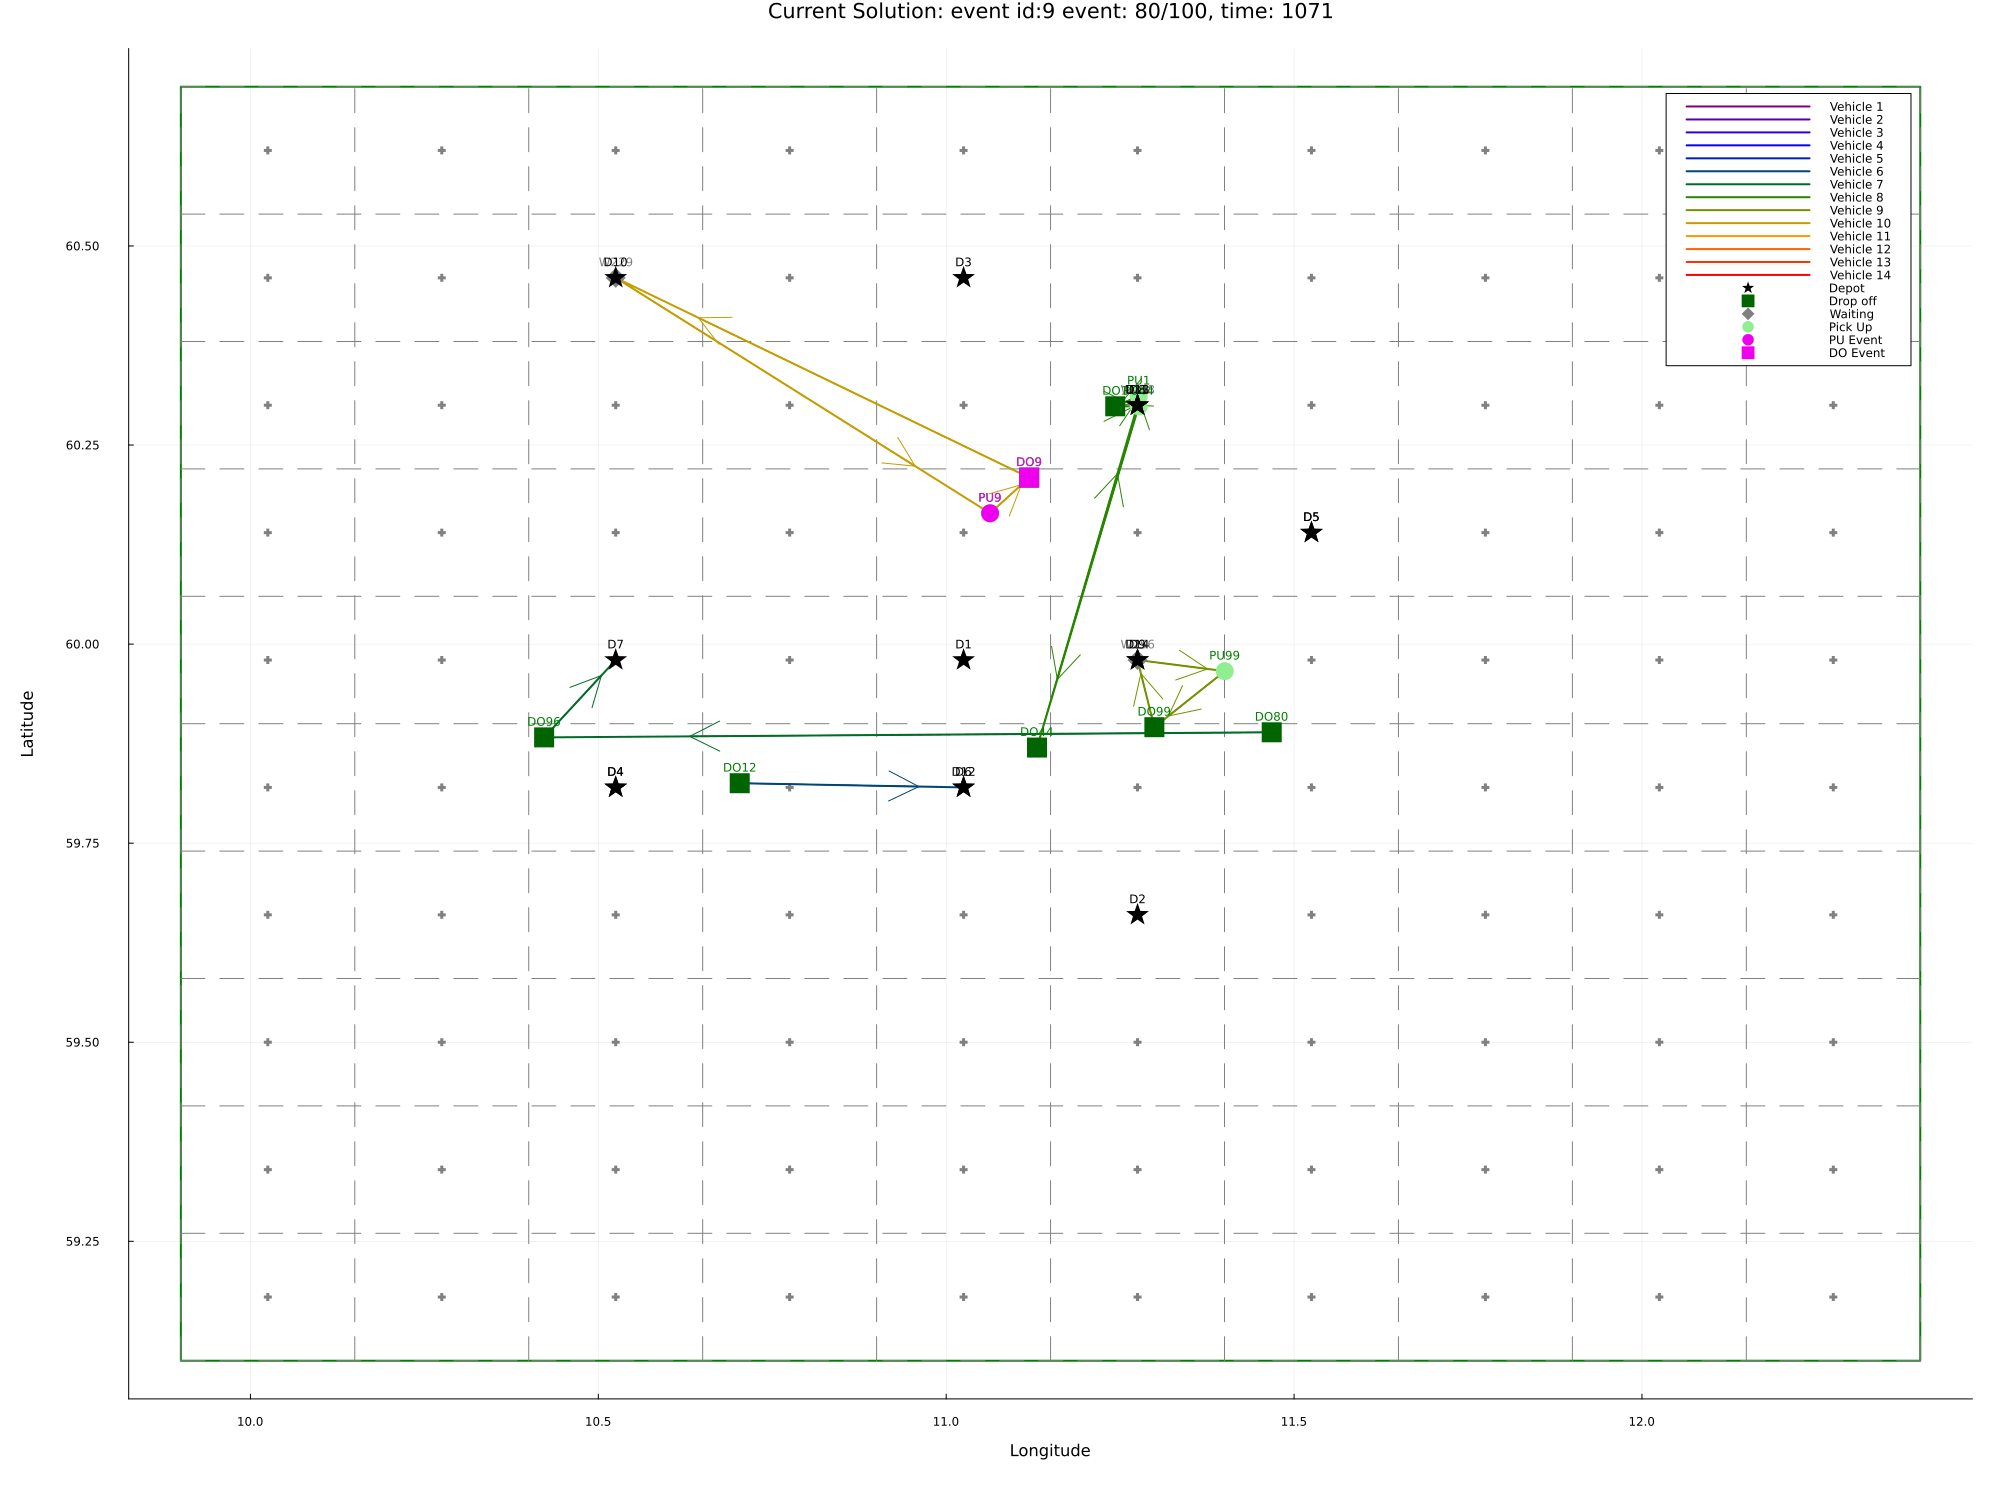 Current Solution: event id:9 event: 80/100, time: 1071
Vehicle 1
Vehicle 2
Vehicle 3
Vehicle 4
Vehicle 5
Vehicle 6
Vehicle 7
Vehicle 8
Vehicle 9
Vehicle 10
Vehicle 11
Vehicle 12
Vehicle 13
Vehicle 14
Depot
Drop off
Waiting
Pick Up
PU Event
DO Event
60.50
60.25
60.00
59.75
59.50
59.25
Latitude
D10
D3
PU1
DO9
PU9
D5
D7
D1
PU99
DO96
DO99
DO80
DO44
DO12
D4
D2
10.0
10.5
11.0
11.5
12.0
Longitude